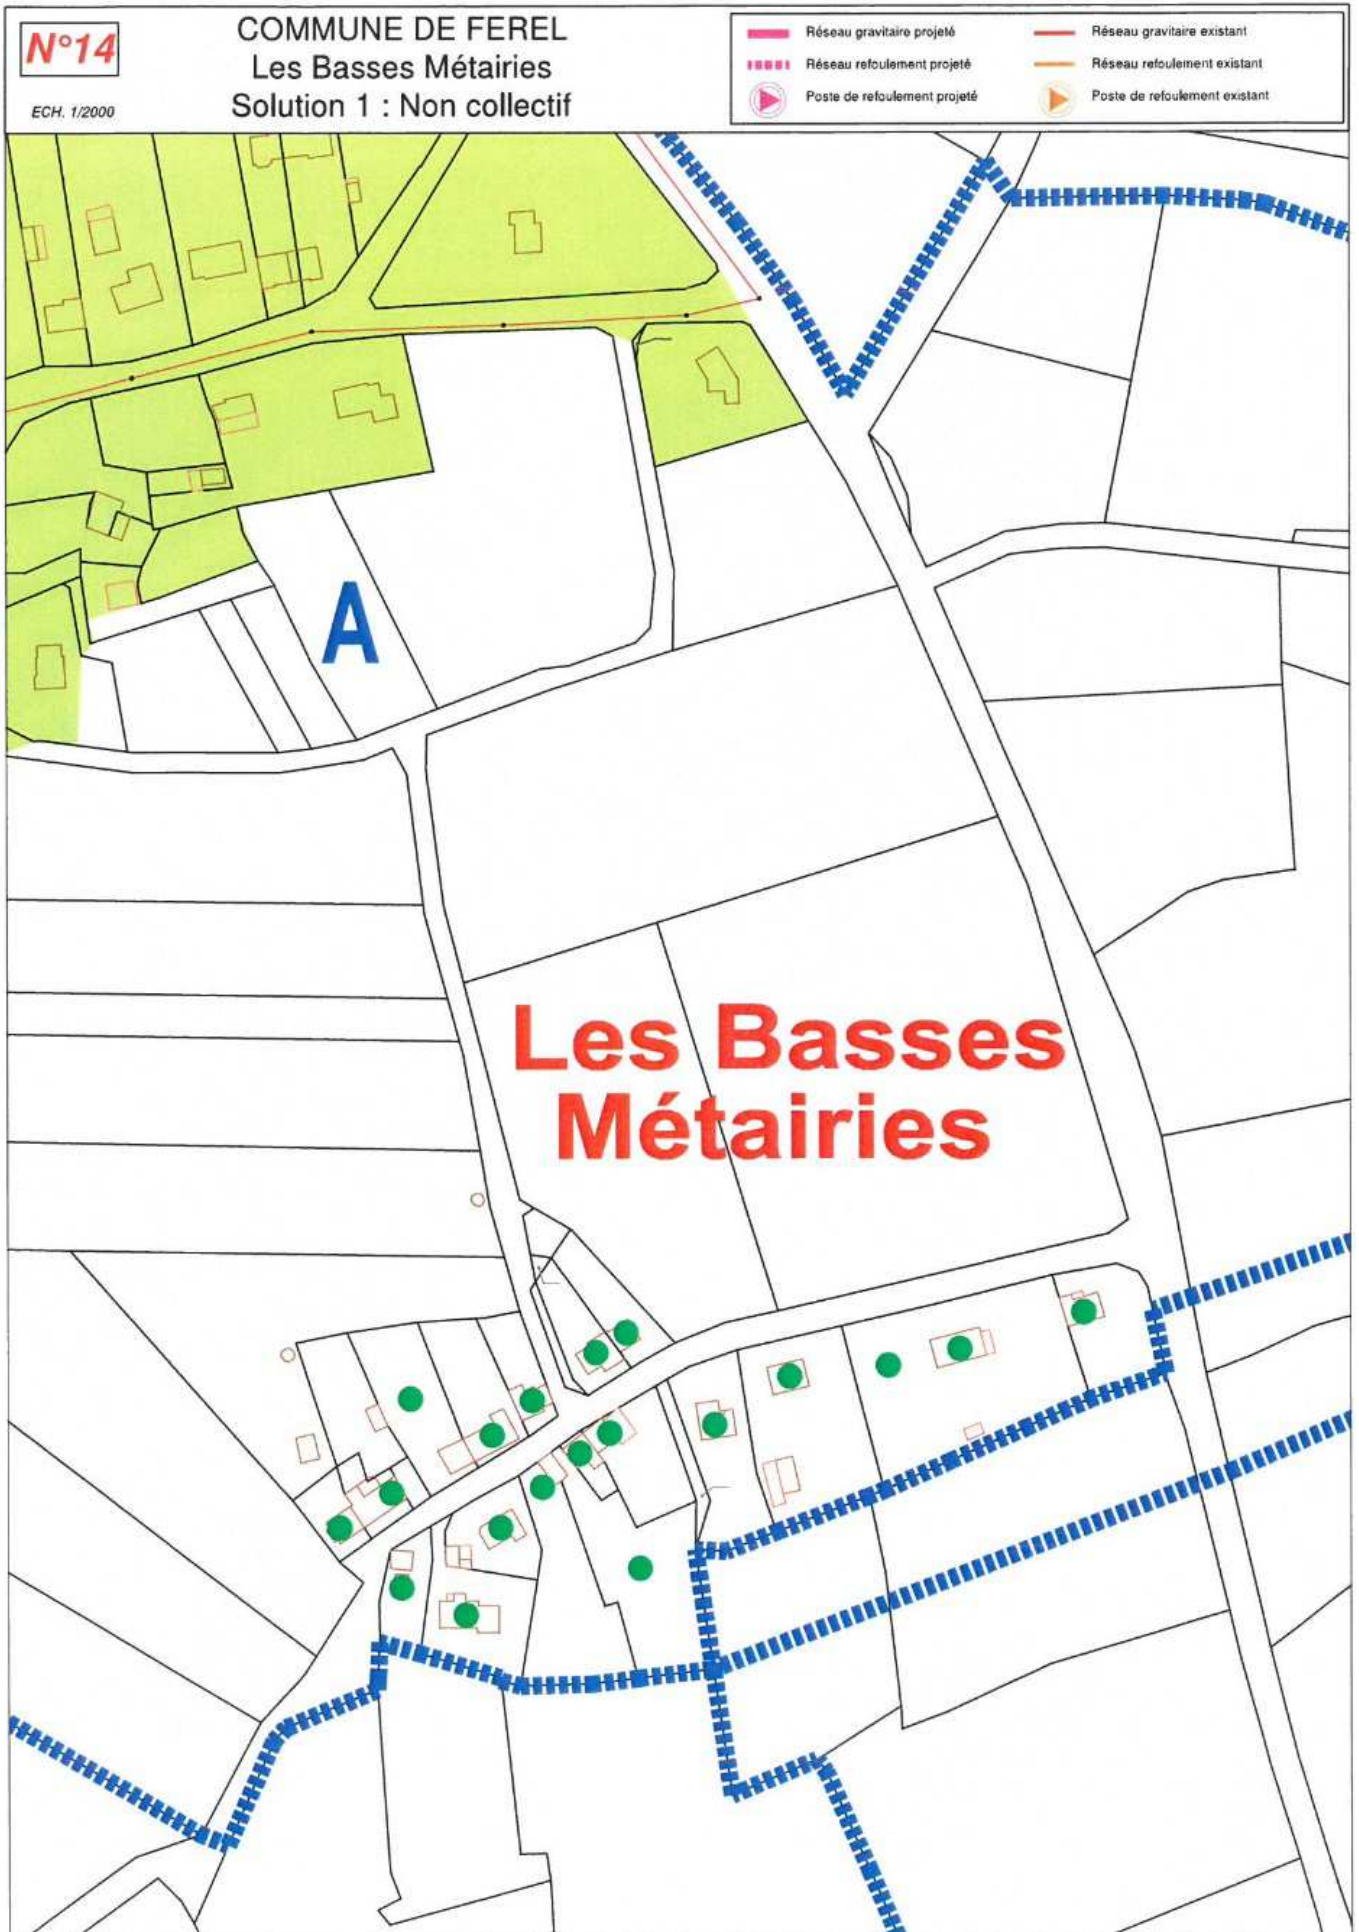 N°14
ECH. 1/2000
COMMUNE DE FEREL
Les Basses Métairies
Solution 1 : Non collectif
Réseau gravitaire projeté
Réseau refoulement projeté
Poste de refoulement projeté
Réseau gravitaire existant
Réseau refoulement existant
Poste de refoulement existant
A
Les Basses
Métairies